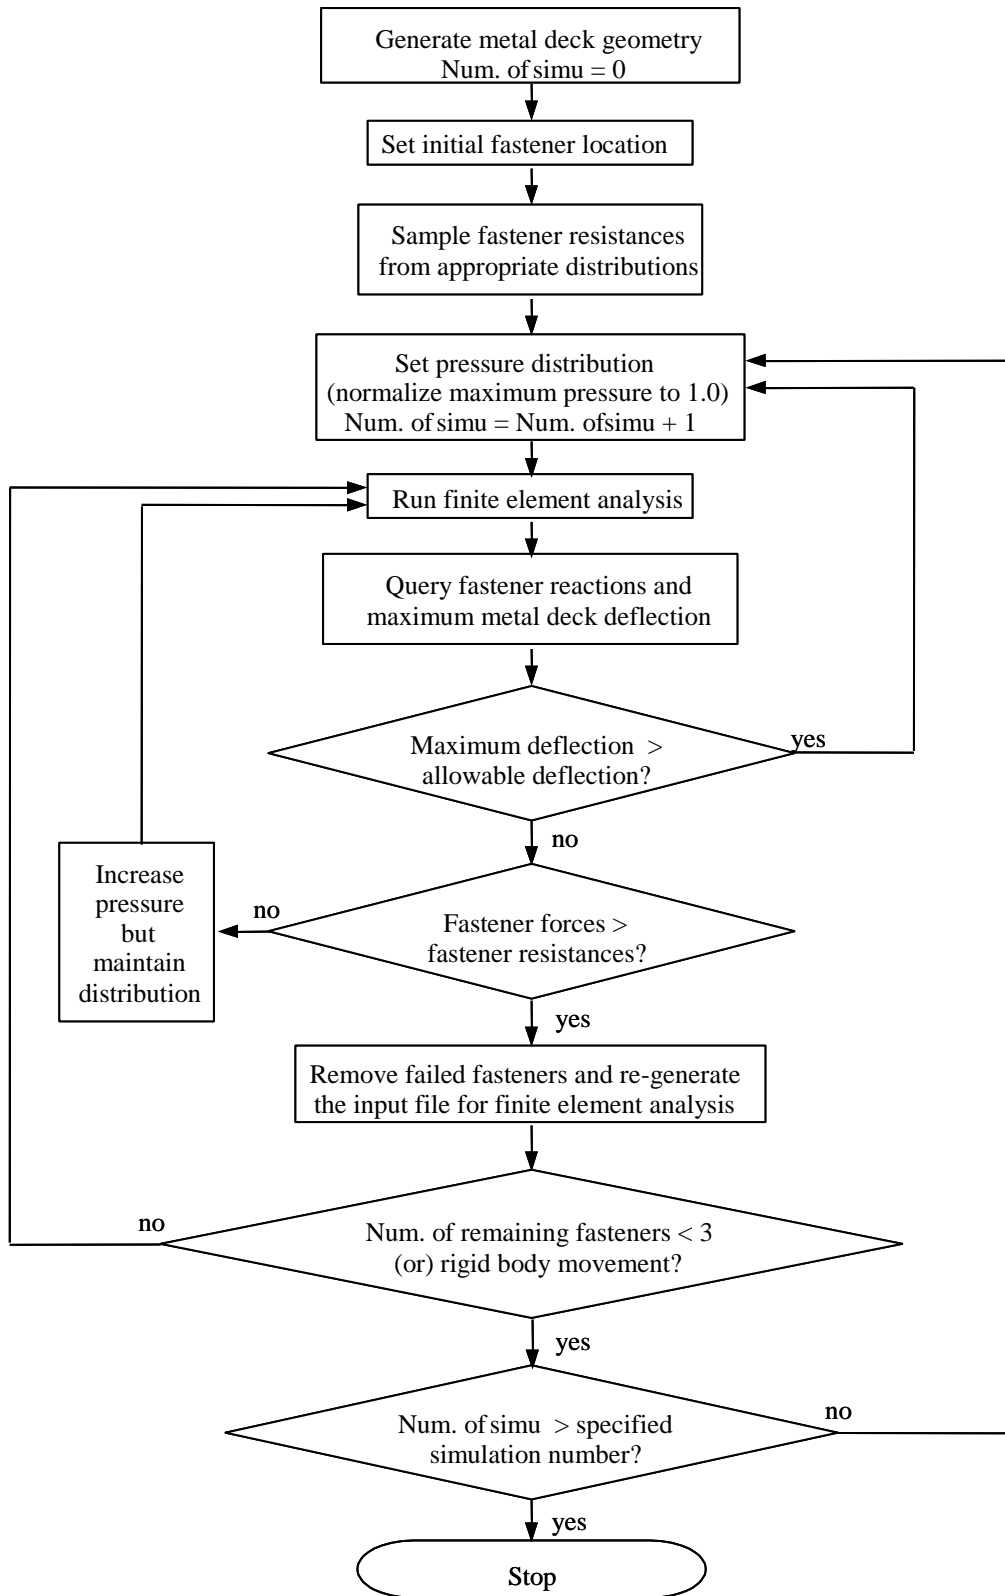 Generate metal deck geometry
Num. of simu = 0
Set initial fastener location
Sample fastener resistances
from appropriate distributions
Set pressure distribution
(normalize maximum pressure to 1.0)
Num. of simu = Num. ofsimu + 1
Run finite element analysis
Query fastener reactions and
maximum metal deck deflection
Maximum deflection >
allowable deflection?
yes
no
Fastener forces >
fastener resistances?
no
Increase
pressure
but
maintain
distribution
yes
Remove failed fasteners and re-generate
the input file for finite element analysis
Num. of remaining fasteners < 3
(or) rigid body movement?
no
yes
Num. of simu > specified
simulation number?
no
yes
Stop